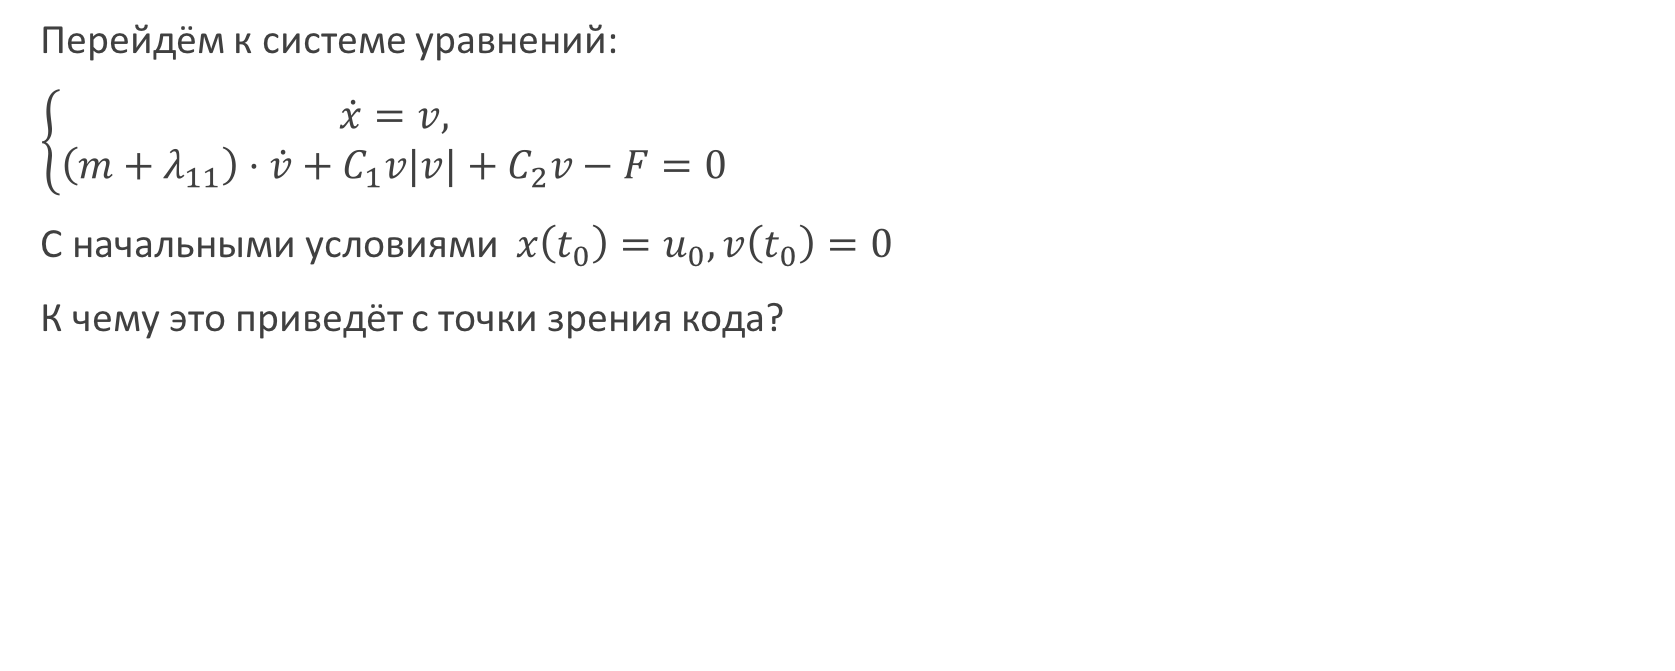 Перейдём к системе уравнений:
ẋ = v,
(m + λ₁₁) · v̇ + C₁v|v| + C₂v − F = 0
С начальными условиями x(t₀) = u₀, v(t₀) = 0
К чему это приведёт с точки зрения кода?